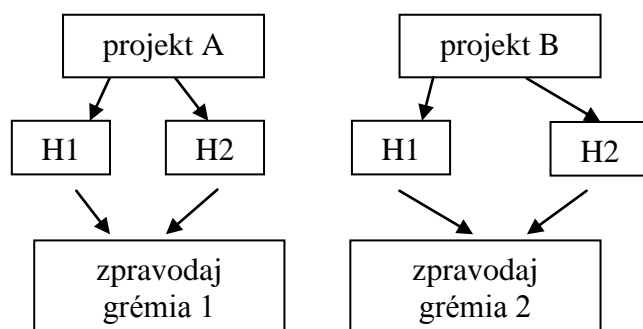 projekt A
projekt B
H1
H2
H1
H2
zpravodaj
grémia 1
zpravodaj
grémia 2